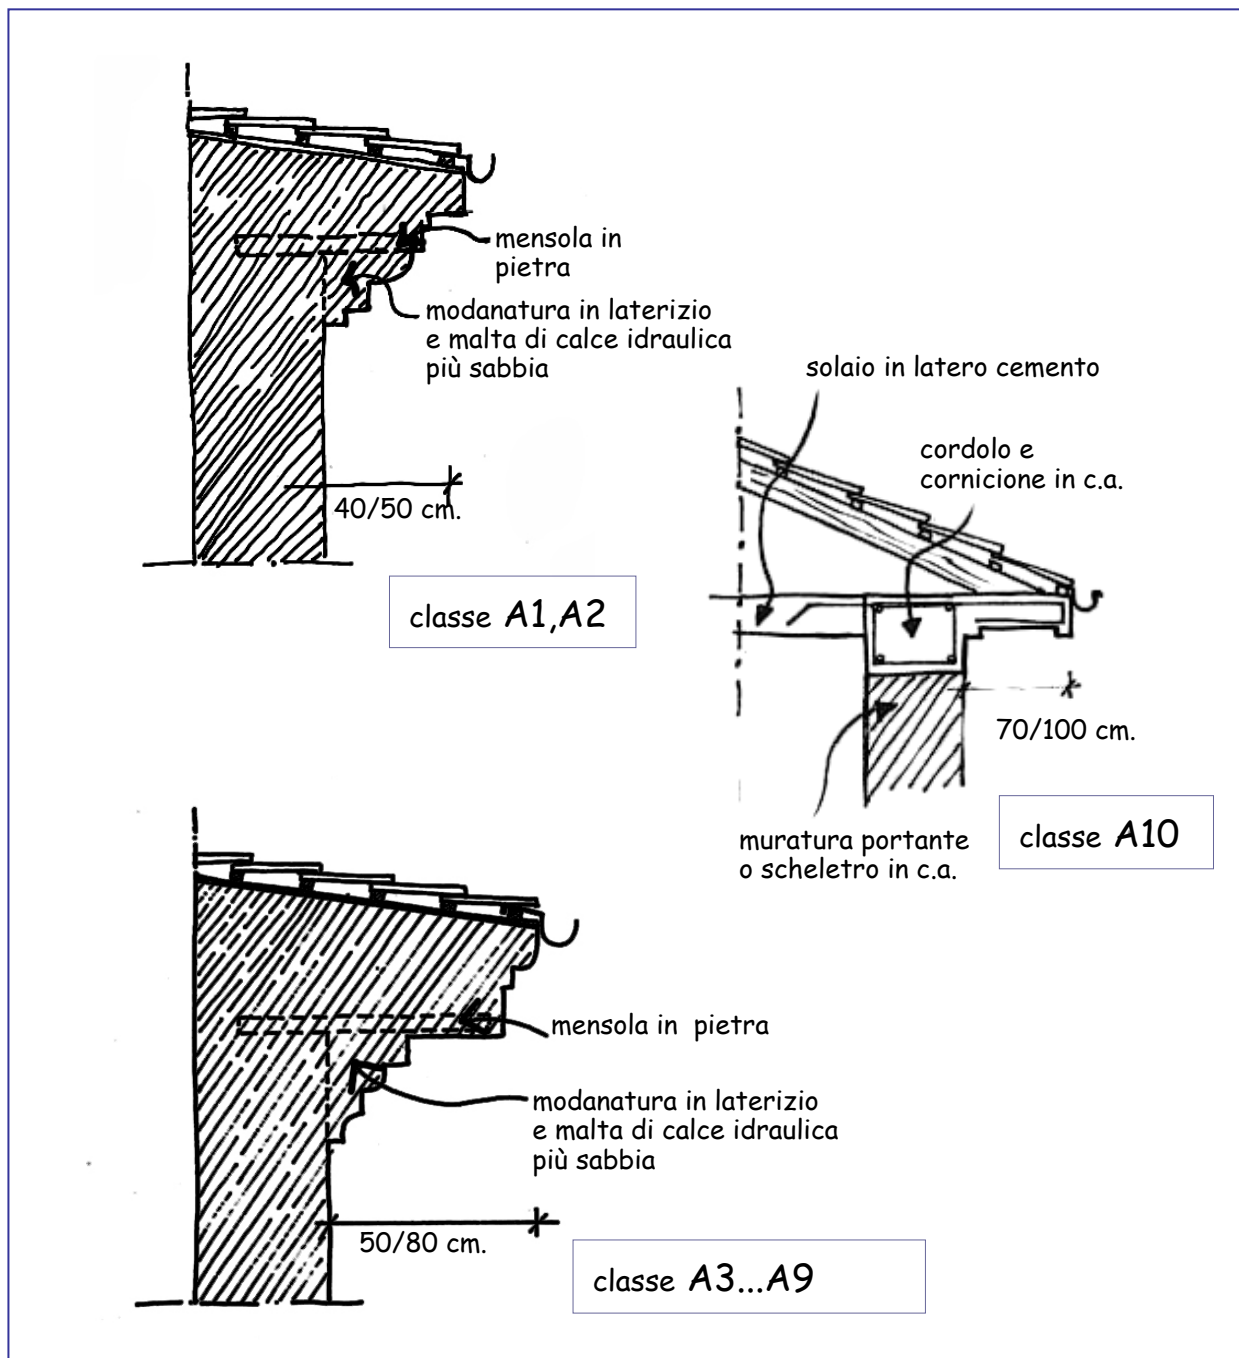 mensola in
pietra
modanatura in laterizio
e malta di calce idraulica
più sabbia
40/50 cm.
classe A1,A2
solaio in latero cemento
cordolo e
cornicione in c.a.
70/100 cm.
muratura portante
o scheletro in c.a.
classe A10
mensola in pietra
modanatura in laterizio
e malta di calce idraulica
più sabbia
50/80 cm.
classe A3...A9